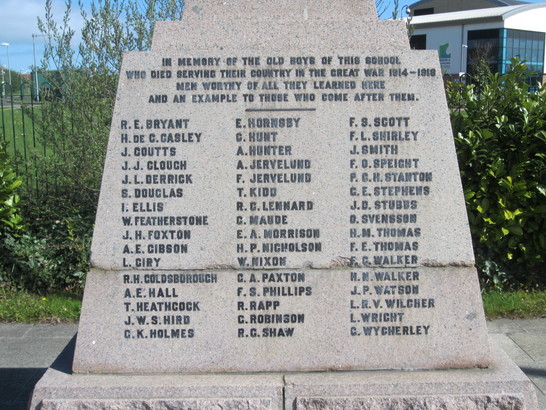 IN MEMORY OF THE OLD BOYS OF THIS SCHOOL
WHO DIED SERVING THEIR COUNTRY IN THE GREAT WAR 1914-1918
MEN WORTHY OF ALL THEY LEARNED HERE
AND AN EXAMPLE TO THOSE WHO COME AFTER THEM.
R. E. BRYANT
H. DE C. CASLEY
J. COUTTS
J. J. CLOUGH
J. L. DERRICK
S. DOUGLAS
I. ELLIS
W. FEATHERSTONE
J. H. FOXTON
A. E. GIBSON
L. GIRY
R. H. GOLDSBOROUGH
A. E. HALL
T. HEATHCOCK
J. W. S. HIRD
G. K. HOLMES
E. HORNSBY
G. HUNT
A. HUNTER
A. JERVELUND
F. JERVELUND
T. KIDD
R. G. LENNARD
G. MAUDE
E. A. MORRISON
H. P. NICHOLSON
W. NIXON
G. A. PAXTON
F. S. PHILLIPS
R. RAPP
G. ROBINSON
R. G. SHAW
F. S. SCOTT
F. L. SHIRLEY
J. SMITH
F. O. SPEIGHT
P. G. H. STANTON
G. E. STEPHENS
J. D. STUBBS
O. SVENSSON
H. M. THOMAS
F. E. THOMAS
F. G. WALKER
H. N. WALKER
J. P. WATSON
L. R. V. WILCHER
L. WRIGHT
G. WYCHERLEY